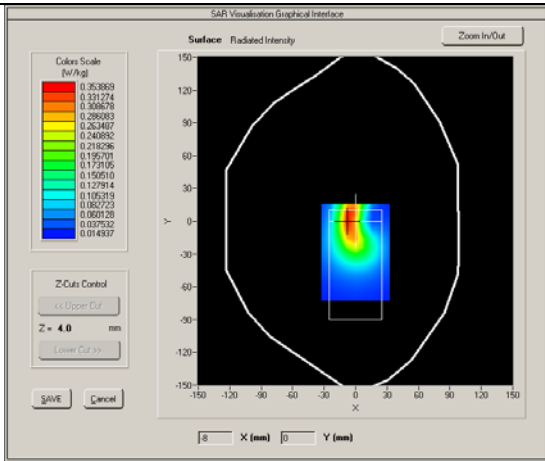 SAR Visualisation Graphical Interface
Surface Radiated Intensity
Zoom In/Out
Colors Scale
(W/kg)
0.353869
0.331274
0.308678
0.286083
0.263487
0.240892
0.218296
0.195701
0.173105
0.150510
0.127914
0.105319
0.082723
0.060128
0.037532
0.014937
Z-Cuts Control
<< Upper Cut
Z = 4.0 mm
Lower Cut >>
SAVE
Cancel
150
120
90
60
30
0
-30
-60
-90
-120
-150
Y
-150 -120 -90 -60 -30 0 30 60 90 120 150
X
-8 X (mm) 0 Y (mm)